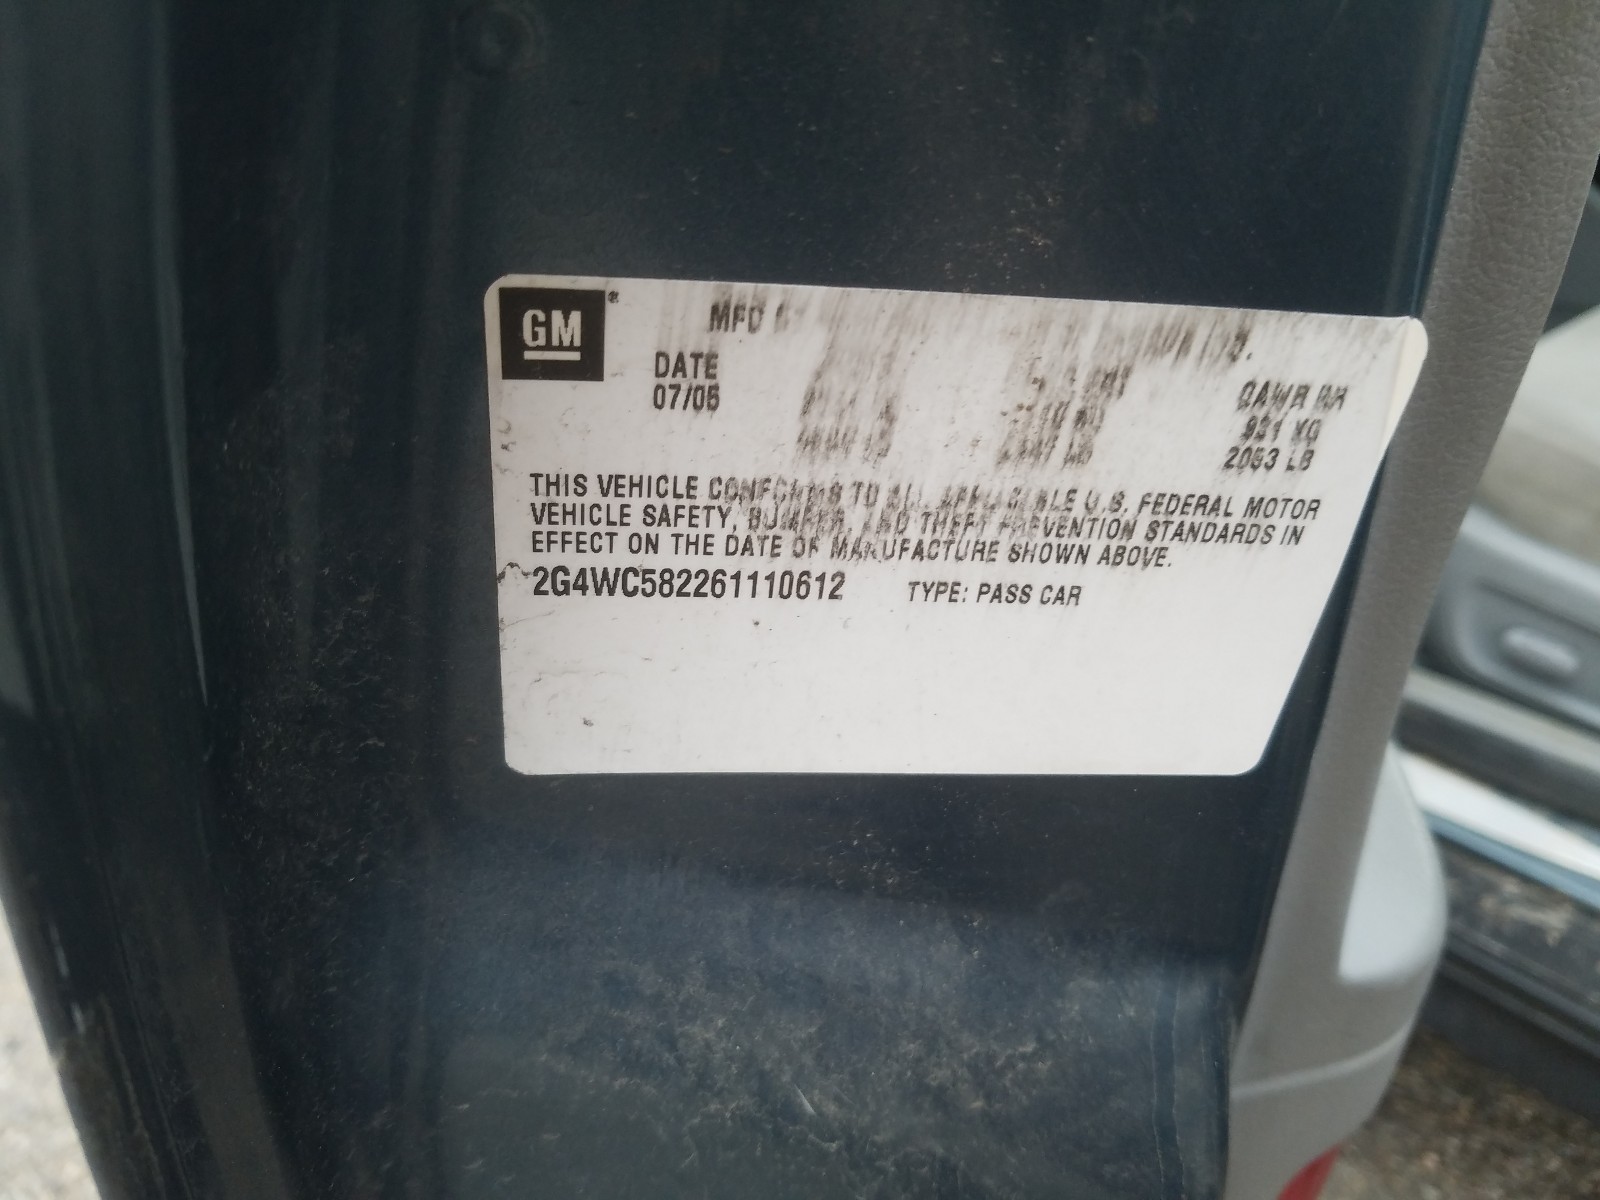 GM
MFD
DATE
07/05
GAWR RR
931 KG
2053 LB
THIS VEHICLE CONFORMS TO ALL APPLICABLE U.S. FEDERAL MOTOR
VEHICLE SAFETY, BUMPER, AND THEFT PREVENTION STANDARDS IN
EFFECT ON THE DATE OF MANUFACTURE SHOWN ABOVE.
2G4WC582261110612 TYPE: PASS CAR